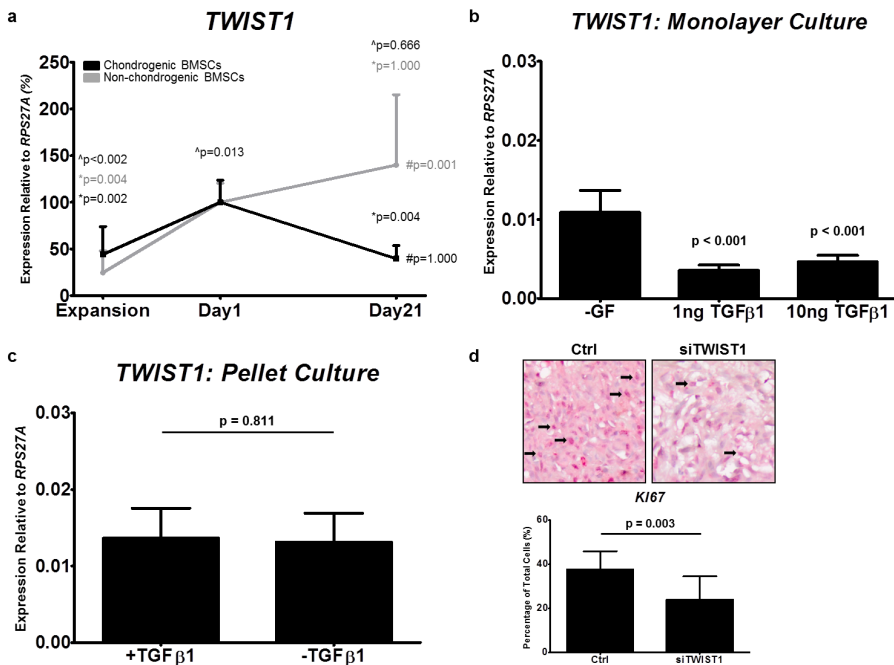 a
TWIST1
Expression Relative to RPS27A (%)
250
200
150
100
50
0
Chondrogenic BMSCs
Non-chondrogenic BMSCs
^p<0.002
*p=0.004
*p=0.002
^p=0.013
^p=0.666
*p=1.000
#p=0.001
*p=0.004
#p=1.000
Expansion
Day1
Day21
b
TWIST1: Monolayer Culture
Expression Relative to RPS27A
0.03
0.02
0.01
0.00
p < 0.001
p < 0.001
-GF
1ng TGFβ1
10ng TGFβ1
c
TWIST1: Pellet Culture
Expression Relative to RPS27A
0.03
0.02
0.01
0.00
p = 0.811
+TGFβ1
-TGFβ1
d
Ctrl
siTWIST1
KI67
Percentage of Total Cells (%)
60
40
20
0
p = 0.003
Ctrl
siTWIST1